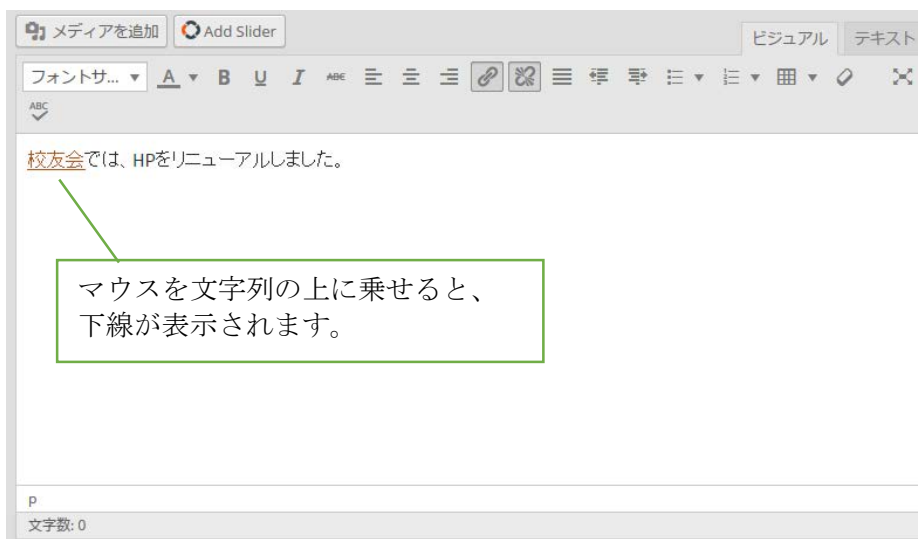 メディアを追加 Add Slider
ビジュアル テキスト
フォントサ... A B U I ABC
ABC
校友会では、HPをリニューアルしました。
マウスを文字列の上に乗せると、
下線が表示されます。
p
文字数: 0